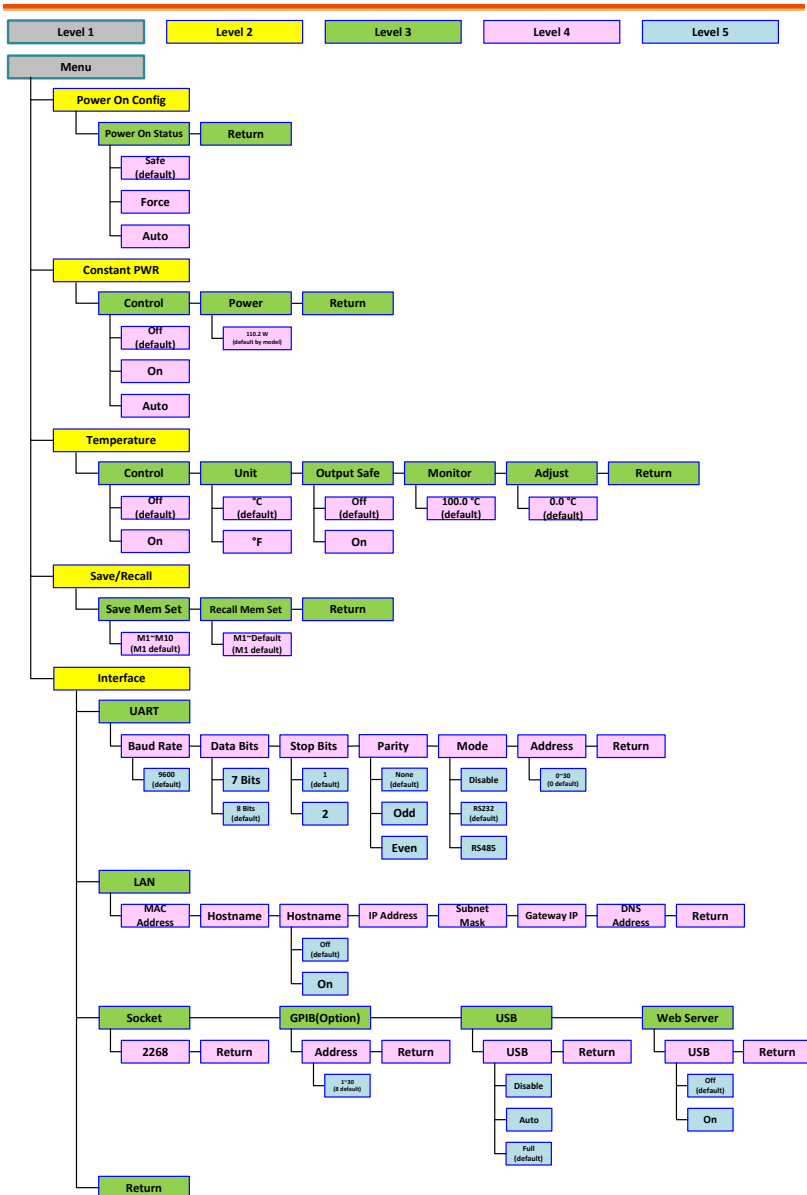 Level 1 Level 2 Level 3 Level 4 Level 5
Menu
Power On Config
Power On Status Return
Safe
(default)
Force
Auto
Constant PWR
Control Power Return
Off
(default)
110.2 W
(default by model)
On
Auto
Temperature
Control Unit Output Safe Monitor Adjust Return
Off
(default)
°C
(default)
Off
(default)
100.0 °C
(default)
0.0 °C
(default)
On °F On
Save/Recall
Save Mem Set Recall Mem Set Return
M1~M10
(M1 default)
M1~Default
(M1 default)
Interface
UART
Baud Rate Data Bits Stop Bits Parity Mode Address Return
9600
(default)
7 Bits
1
(default)
None
(default)
Disable
0~30
(0 default)
8 Bits
(default)
2
Odd
RS232
(default)
Even
RS485
LAN
MAC
Address
Hostname
Hostname
IP Address
Subnet
Mask
Gateway IP
DNS
Address
Return
Off
(default)
On
Socket GPIB(Option) USB Web Server
2268 Return Address Return USB Return USB Return
1~30
(8 default)
Disable
Off
(default)
Auto
On
Full
(default)
Return